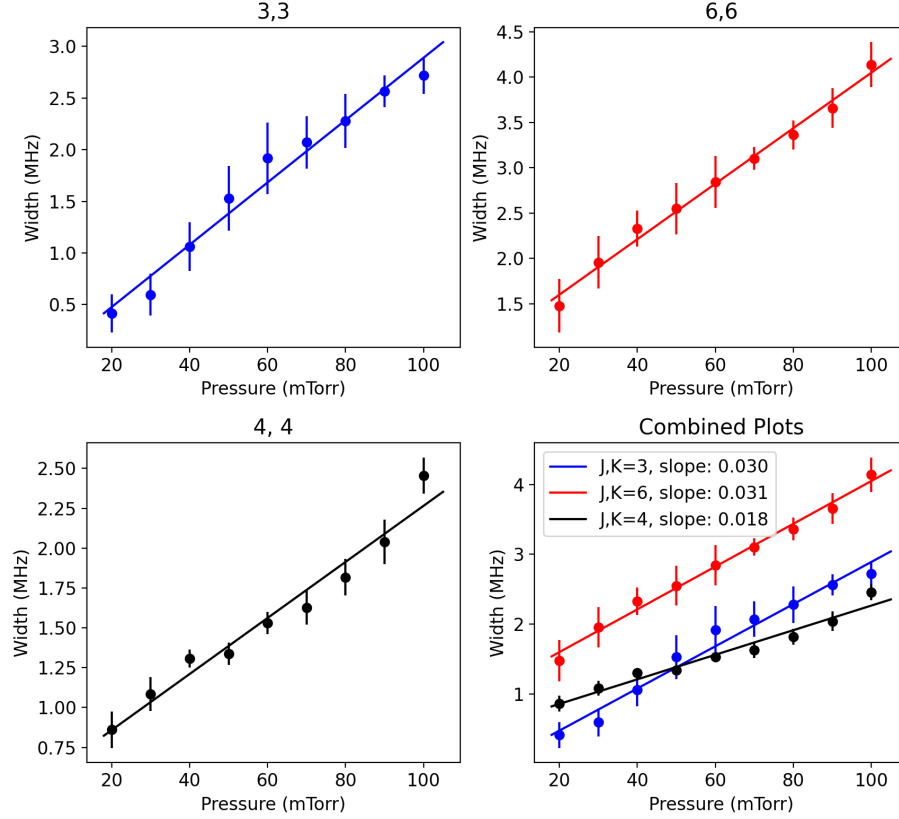 3,3
Width (MHz)
3.0
2.5
2.0
1.5
1.0
0.5
20 40 60 80 100
Pressure (mTorr)
6,6
Width (MHz)
4.5
4.0
3.5
3.0
2.5
2.0
1.5
20 40 60 80 100
Pressure (mTorr)
4, 4
Width (MHz)
2.50
2.25
2.00
1.75
1.50
1.25
1.00
0.75
20 40 60 80 100
Pressure (mTorr)
Combined Plots
J,K=3, slope: 0.030
J,K=6, slope: 0.031
J,K=4, slope: 0.018
Width (MHz)
4
3
2
1
20 40 60 80 100
Pressure (mTorr)